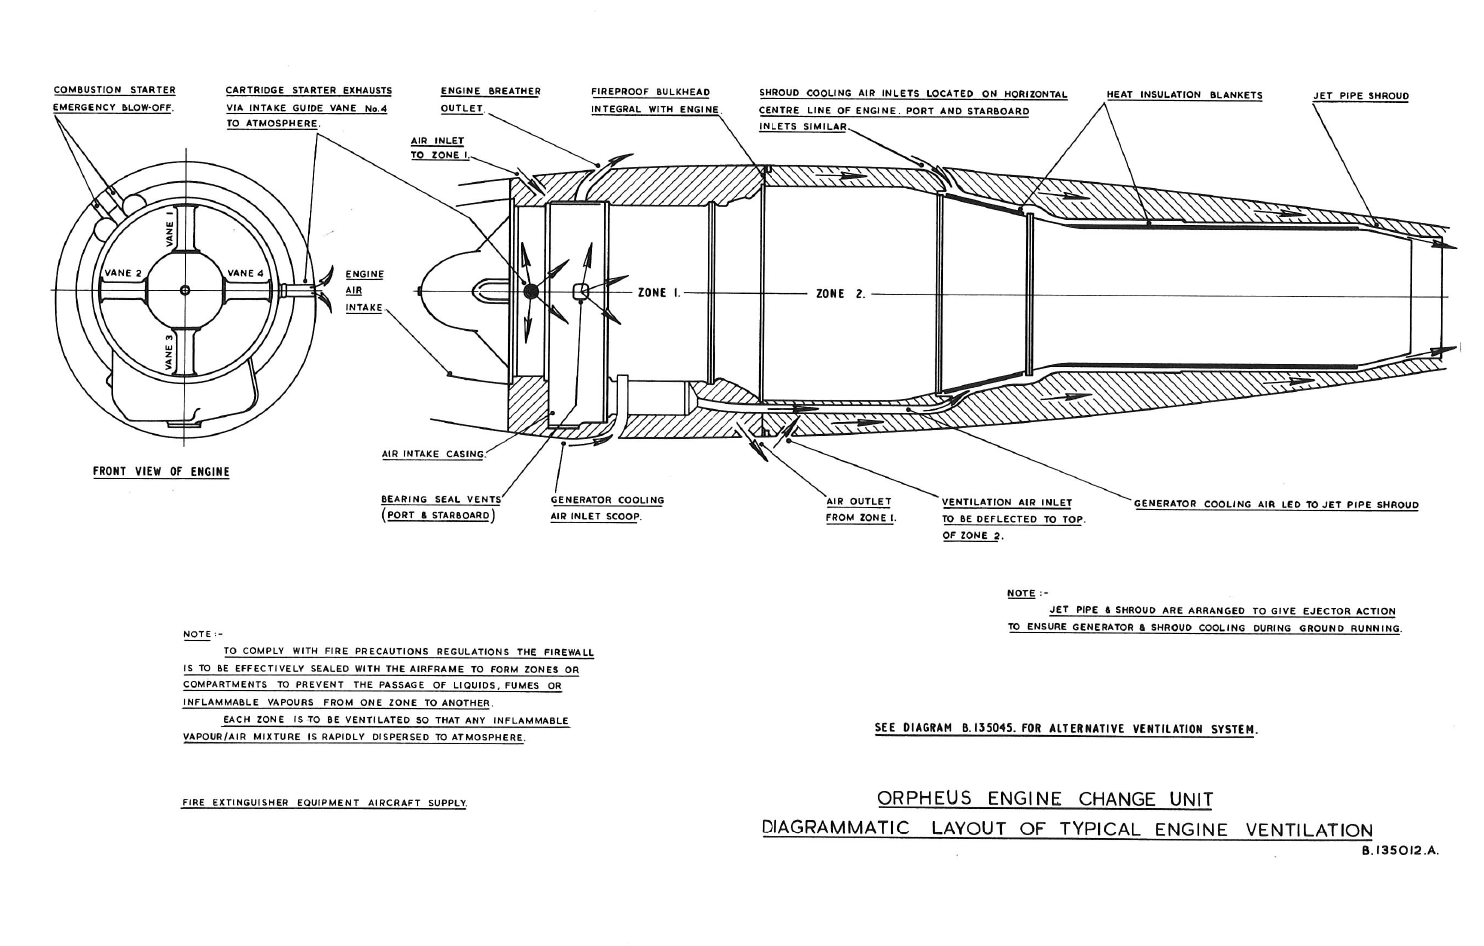 COMBUSTION STARTER
EMERGENCY BLOW-OFF.
CARTRIDGE STARTER EXHAUSTS
VIA INTAKE GUIDE VANE No.4
TO ATMOSPHERE.
ENGINE BREATHER
OUTLET.
AIR INLET
TO ZONE 1.
FIREPROOF BULKHEAD
INTEGRAL WITH ENGINE.
SHROUD COOLING AIR INLETS LOCATED ON HORIZONTAL
CENTRE LINE OF ENGINE. PORT AND STARBOARD
INLETS SIMILAR.
HEAT INSULATION BLANKETS
JET PIPE SHROUD
VANE 1
VANE 2
VANE 4
VANE 3
ENGINE
AIR
INTAKE
ZONE 1.
ZONE 2.
FRONT VIEW OF ENGINE
AIR INTAKE CASING.
BEARING SEAL VENTS
(PORT & STARBOARD)
GENERATOR COOLING
AIR INLET SCOOP.
AIR OUTLET
FROM ZONE 1.
VENTILATION AIR INLET
TO BE DEFLECTED TO TOP.
OF ZONE 2.
GENERATOR COOLING AIR LED TO JET PIPE SHROUD
NOTE :-
JET PIPE & SHROUD ARE ARRANGED TO GIVE EJECTOR ACTION
TO ENSURE GENERATOR & SHROUD COOLING DURING GROUND RUNNING.
NOTE :-
TO COMPLY WITH FIRE PRECAUTIONS REGULATIONS THE FIREWALL
IS TO BE EFFECTIVELY SEALED WITH THE AIRFRAME TO FORM ZONES OR
COMPARTMENTS TO PREVENT THE PASSAGE OF LIQUIDS, FUMES OR
INFLAMMABLE VAPOURS FROM ONE ZONE TO ANOTHER.
EACH ZONE IS TO BE VENTILATED SO THAT ANY INFLAMMABLE
VAPOUR/AIR MIXTURE IS RAPIDLY DISPERSED TO ATMOSPHERE.
FIRE EXTINGUISHER EQUIPMENT AIRCRAFT SUPPLY.
SEE DIAGRAM B.135045. FOR ALTERNATIVE VENTILATION SYSTEM.
ORPHEUS ENGINE CHANGE UNIT
DIAGRAMMATIC LAYOUT OF TYPICAL ENGINE VENTILATION
B.135012.A.